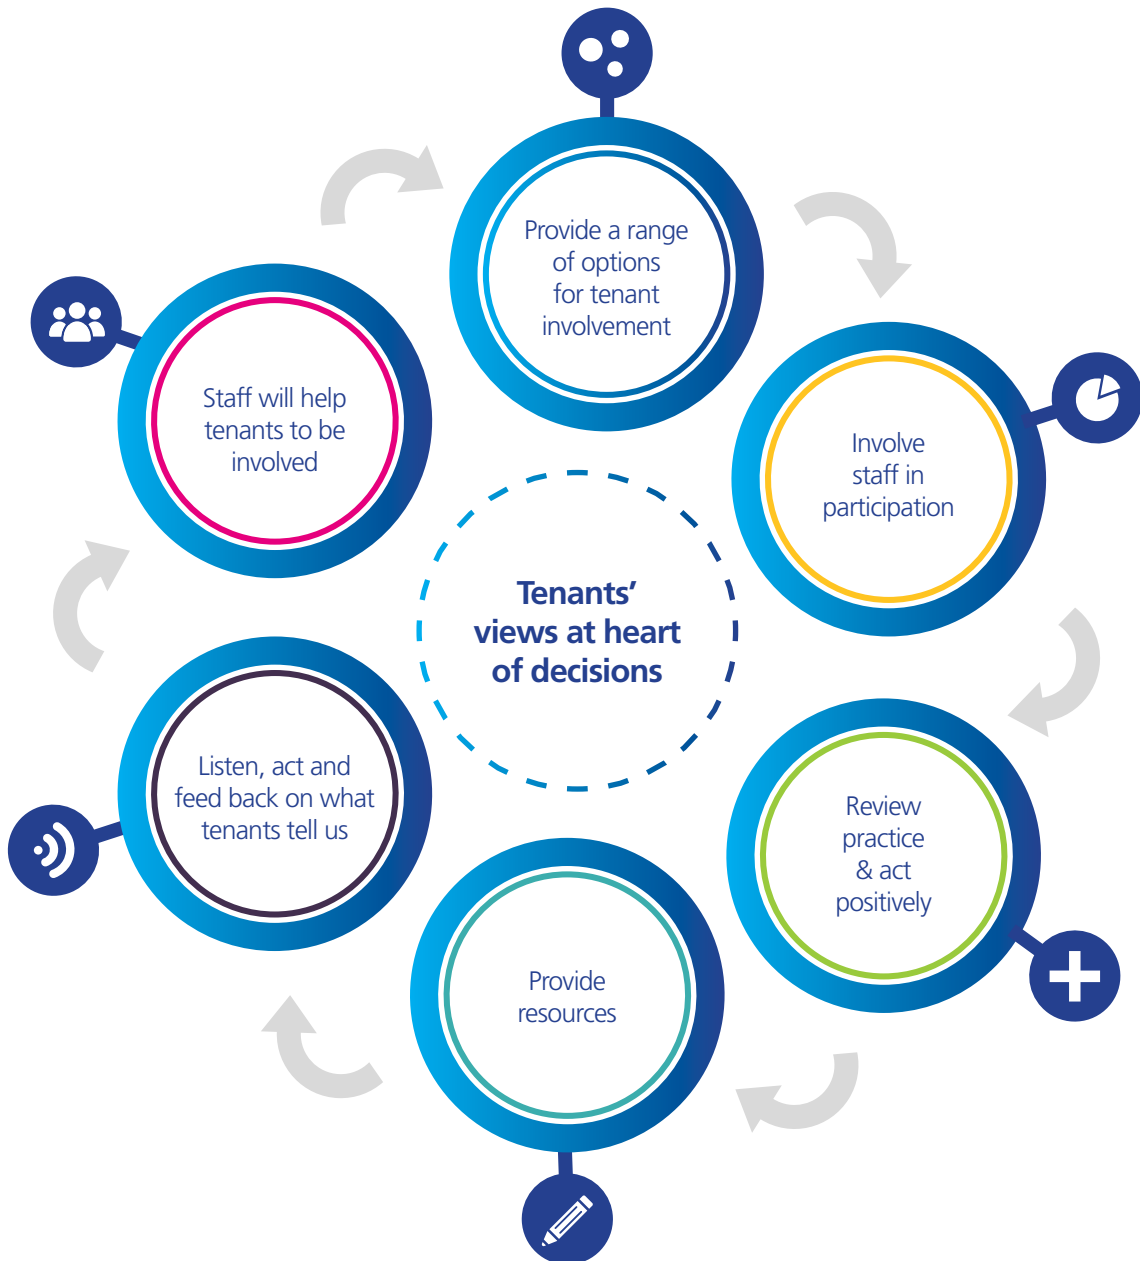 Provide a range
of options
for tenant
involvement
Involve
staff in
participation
Review
practice
& act
positively
Provide
resources
Listen, act and
feed back on what
tenants tell us
Staff will help
tenants to be
involved
Tenants’
views at heart
of decisions